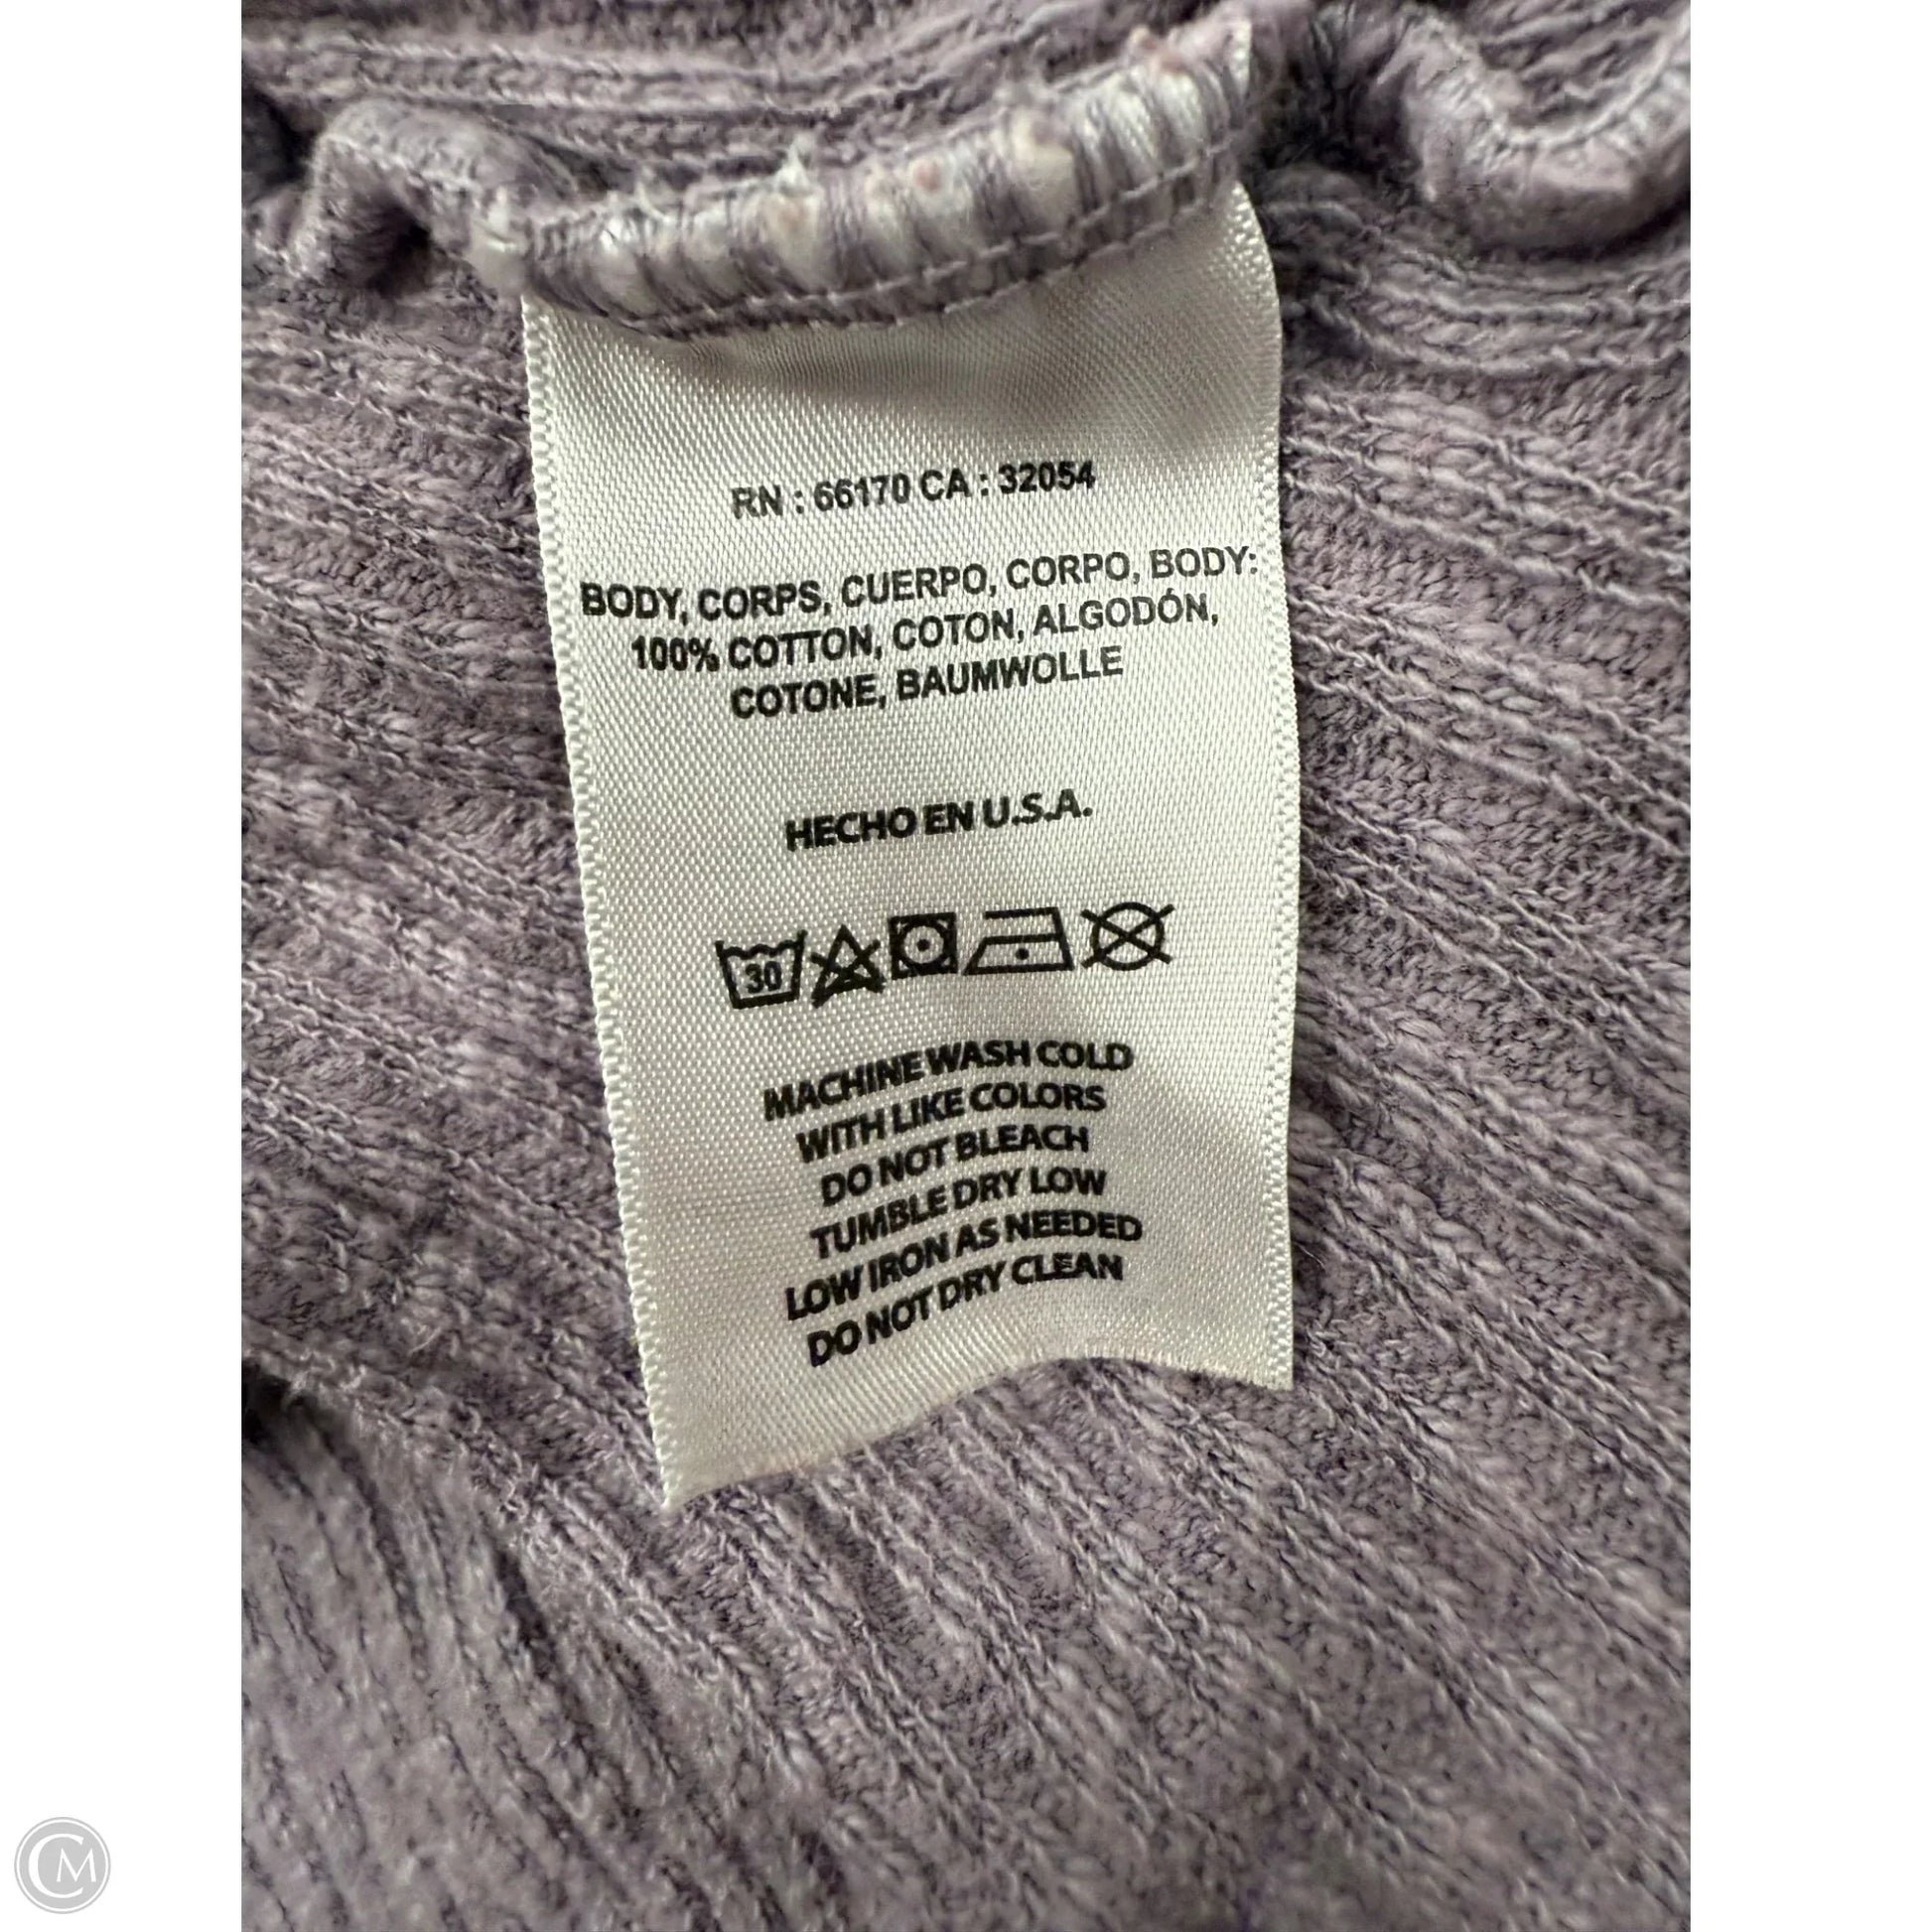 RN : 66170 CA : 32054
BODY, CORPS, CUERPO, CORPO, BODY:
100% COTTON, COTON, ALGODÓN,
COTONE, BAUMWOLLE
HECHO EN U.S.A.
30
MACHINE WASH COLD
WITH LIKE COLORS
DO NOT BLEACH
TUMBLE DRY LOW
LOW IRON AS NEEDED
DO NOT DRY CLEAN
CM